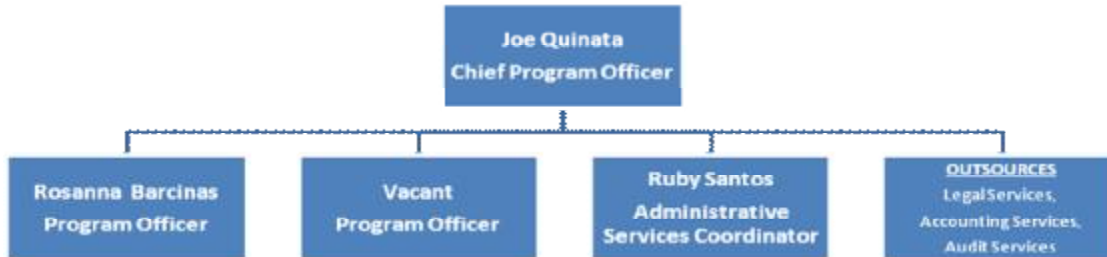 Joe Quinata
Chief Program Officer
Rosanna Barcinas
Program Officer
Vacant
Program Officer
Ruby Santos
Administrative
Services Coordinator
OUTSOURCES
Legal Services,
Accounting Services,
Audit Services